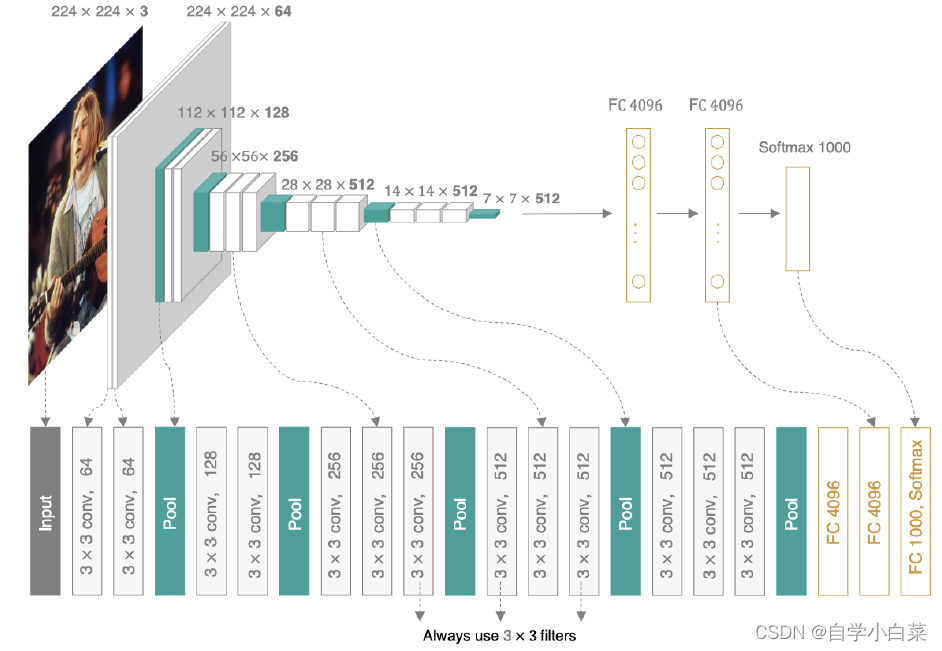 224 × 224 × 3
224 × 224 × 64
112 × 112 × 128
56 ×56× 256
28 × 28 × 512
14 × 14 × 512
7 × 7 × 512
FC 4096
FC 4096
Softmax 1000
Input
3 × 3 conv, 64
3 × 3 conv, 64
Pool
3 × 3 conv, 128
3 × 3 conv, 128
Pool
3 × 3 conv, 256
3 × 3 conv, 256
3 × 3 conv, 256
Pool
3 × 3 conv, 512
3 × 3 conv, 512
3 × 3 conv, 512
Pool
3 × 3 conv, 512
3 × 3 conv, 512
3 × 3 conv, 512
Pool
FC 4096
FC 4096
FC 1000, Softmax
Always use 3 × 3 filters
CSDN @自学小白菜